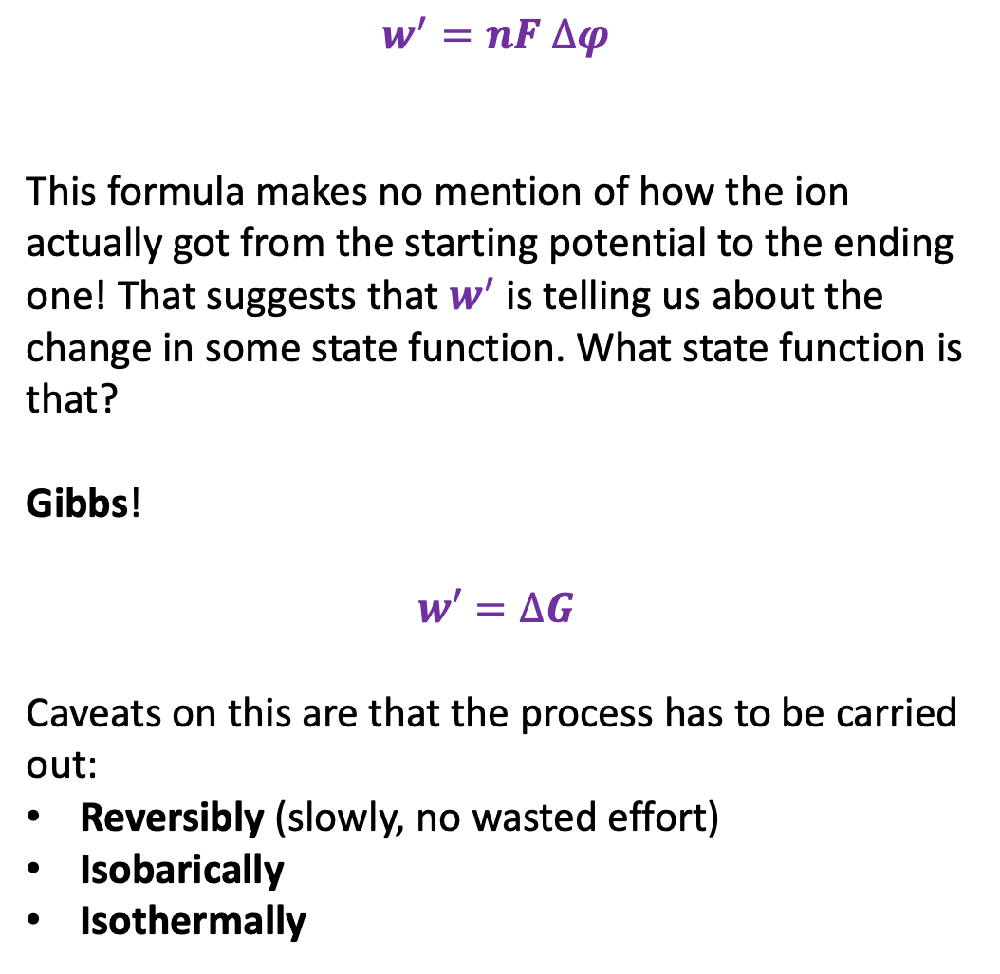 w′ = nF Δφ
This formula makes no mention of how the ion
actually got from the starting potential to the ending
one! That suggests that w′ is telling us about the
change in some state function. What state function is
that?
Gibbs!
w′ = ΔG
Caveats on this are that the process has to be carried
out:
• Reversibly (slowly, no wasted effort)
• Isobarically
• Isothermally